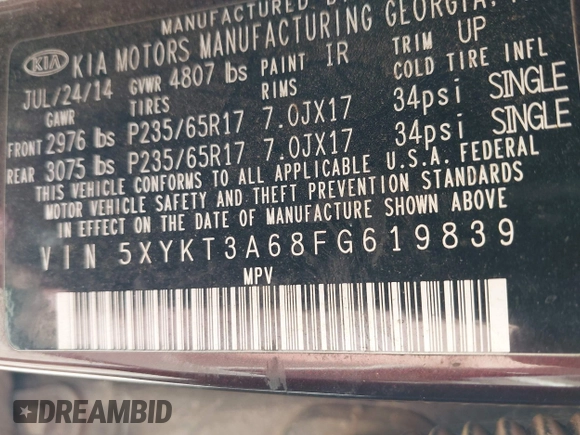 MANUFACTURED
KIA KIA MOTORS MANUFACTURING GEORGIA,
JUL/24/14 GVWR 4807 lbs PAINT IR TRIM UP
GAWR TIRES RIMS COLD TIRE INFL
FRONT 2976 lbs P235/65R17 7.0JX17 34psi SINGLE
REAR 3075 lbs P235/65R17 7.0JX17 34psi SINGLE
THIS VEHICLE CONFORMS TO ALL APPLICABLE U.S.A. FEDERAL
MOTOR VEHICLE SAFETY AND THEFT PREVENTION STANDARDS
IN EFFECT ON THE DATE OF MANUFACTURE SHOWN ABOVE
VIN 5XYKT3A68FG619839
MPV
DREAMBID